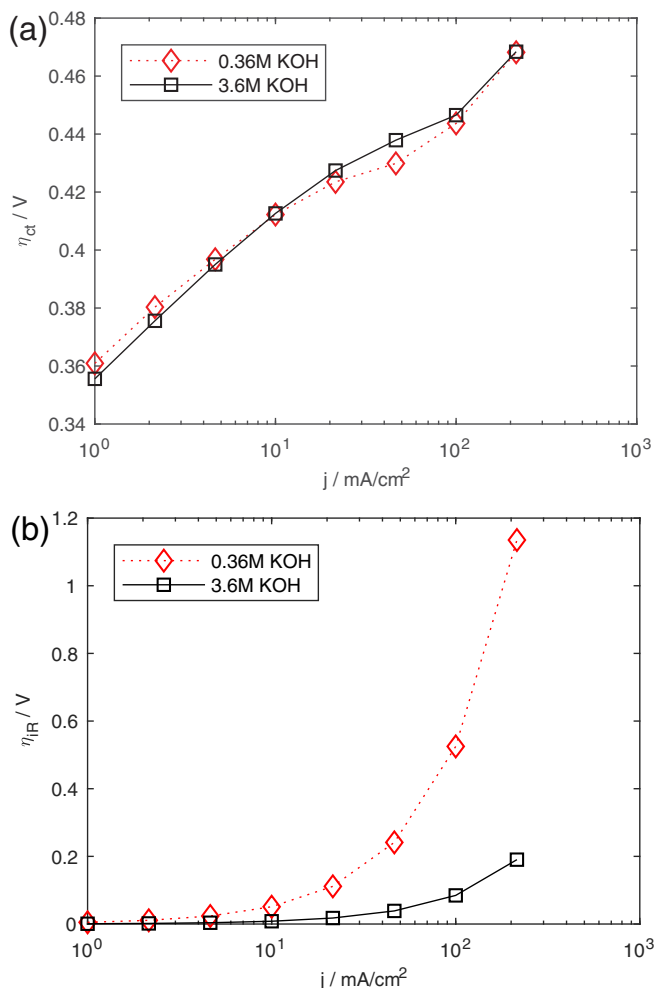 (a)
0.36M KOH
3.6M KOH
0.48
0.46
0.44
0.42
0.4
0.38
0.36
0.34
η_ct / V
10^0
10^1
10^2
10^3
j / mA/cm^2
(b)
0.36M KOH
3.6M KOH
1.2
1
0.8
0.6
0.4
0.2
0
η_iR / V
10^0
10^1
10^2
10^3
j / mA/cm^2